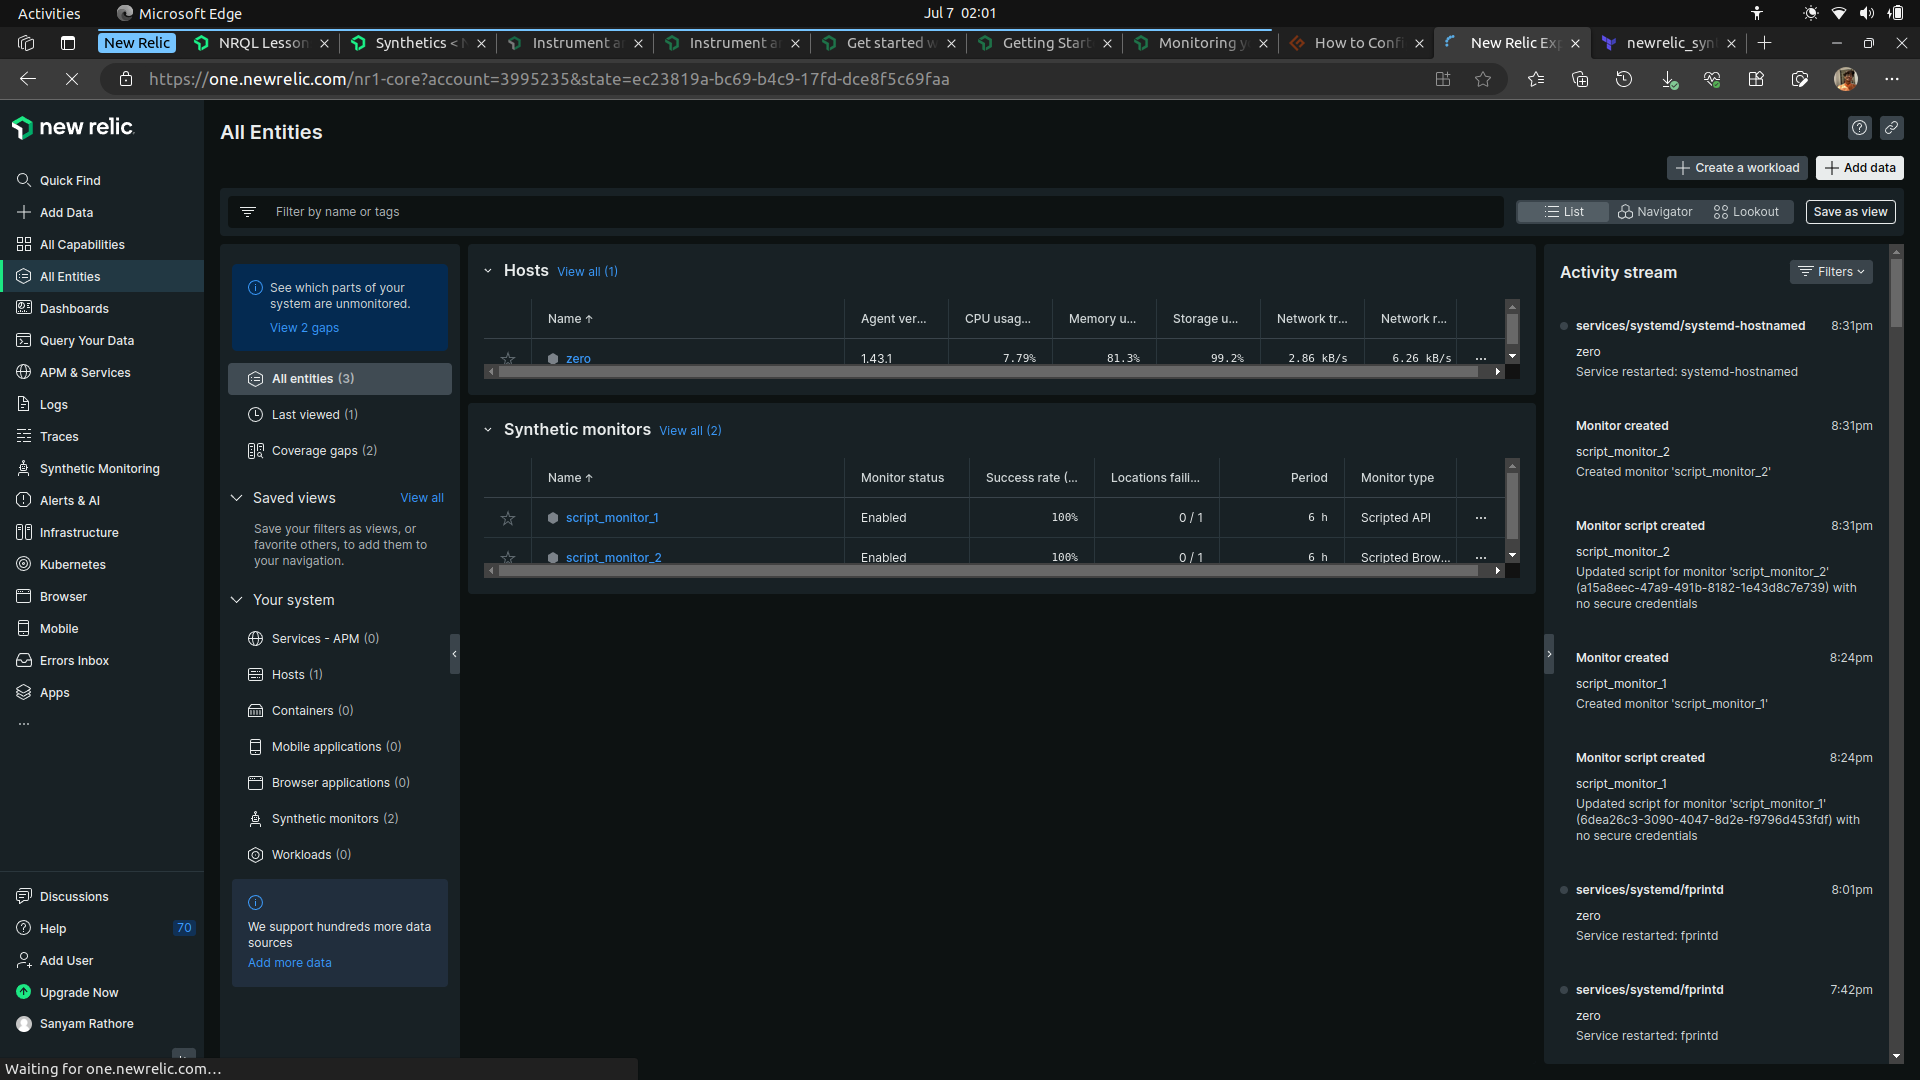 Activities
Microsoft Edge
Jul 7 02:01
New Relic
NRQL Lesson
Synthetics <
Instrument a
Instrument a
Get started w
Getting Start
Monitoring y
How to Confi
New Relic Ex
newrelic_syn
https://one.newrelic.com/nr1-core?account=3995235&state=ec23819a-bc69-b4c9-17fd-dce8f5c69faa
new relic
All Entities
Create a workload
Add data
Quick Find
Add Data
All Capabilities
All Entities
Dashboards
Query Your Data
APM & Services
Logs
Traces
Synthetic Monitoring
Alerts & AI
Infrastructure
Kubernetes
Browser
Mobile
Errors Inbox
Apps
...
Discussions
Help 70
Add User
Upgrade Now
Sanyam Rathore
Waiting for one.newrelic.com...
Filter by name or tags
List
Navigator
Lookout
Save as view
See which parts of your
system are unmonitored.
View 2 gaps
All entities (3)
Last viewed (1)
Coverage gaps (2)
Saved views View all
Save your filters as views, or
favorite others, to add them to
your navigation.
Your system
Services - APM (0)
Hosts (1)
Containers (0)
Mobile applications (0)
Browser applications (0)
Synthetic monitors (2)
Workloads (0)
We support hundreds more data
sources
Add more data
Hosts View all (1)
Name ↑ Agent ver... CPU usag... Memory u... Storage u... Network tr... Network r...
zero 1.43.1 7.79% 81.3% 99.2% 2.86 kB/s 6.26 kB/s ...
Synthetic monitors View all (2)
Name ↑ Monitor status Success rate (... Locations faili... Period Monitor type
script_monitor_1 Enabled 100% 0 / 1 6 h Scripted API ...
script_monitor_2 Enabled 100% 0 / 1 6 h Scripted Brow... ...
Activity stream
Filters
services/systemd/systemd-hostnamed 8:31pm
zero
Service restarted: systemd-hostnamed
Monitor created 8:31pm
script_monitor_2
Created monitor 'script_monitor_2'
Monitor script created 8:31pm
script_monitor_2
Updated script for monitor 'script_monitor_2'
(a15a8eec-47a9-491b-8182-1e43d8c7e739) with
no secure credentials
Monitor created 8:24pm
script_monitor_1
Created monitor 'script_monitor_1'
Monitor script created 8:24pm
script_monitor_1
Updated script for monitor 'script_monitor_1'
(6dea26c3-3090-4047-8d2e-f9796d453fdf) with
no secure credentials
services/systemd/fprintd 8:01pm
zero
Service restarted: fprintd
services/systemd/fprintd 7:42pm
zero
Service restarted: fprintd